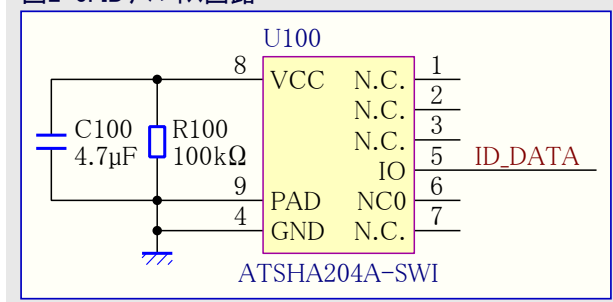 U100
8 VCC N.C. 1
N.C. 2
N.C. 3
IO 5 ID_DATA
C100 R100
4.7µF 100kΩ
9 PAD NC0 6
4 GND N.C. 7
ATSHA204A-SWI